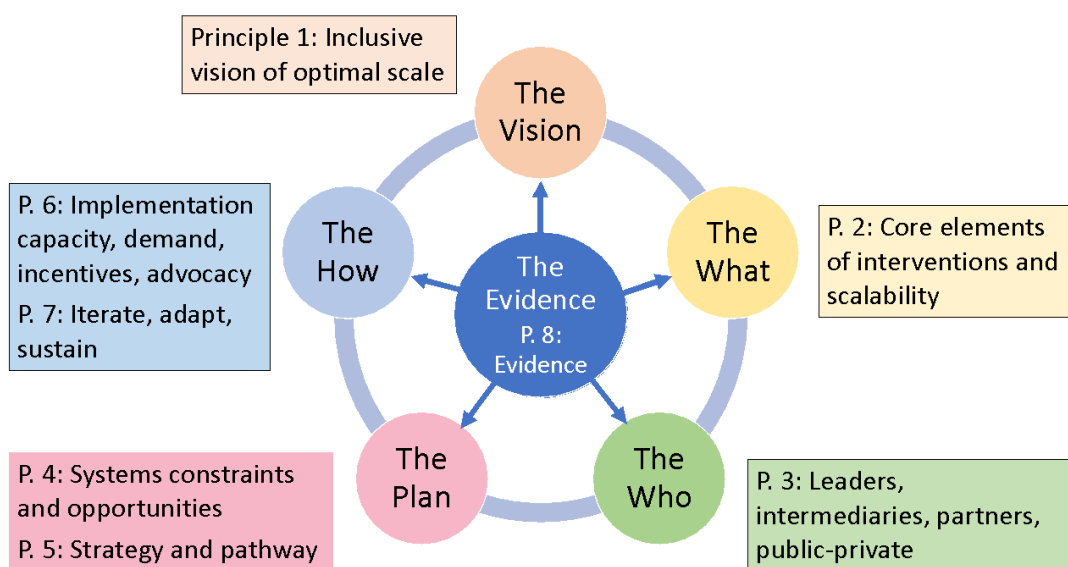 Principle 1: Inclusive
vision of optimal scale
The
Vision
P. 6: Implementation
capacity, demand,
incentives, advocacy
P. 7: Iterate, adapt,
sustain
The
How
The
Evidence
P. 8:
Evidence
The
What
P. 2: Core elements
of interventions and
scalability
P. 4: Systems constraints
and opportunities
P. 5: Strategy and pathway
The
Plan
The
Who
P. 3: Leaders,
intermediaries, partners,
public-private